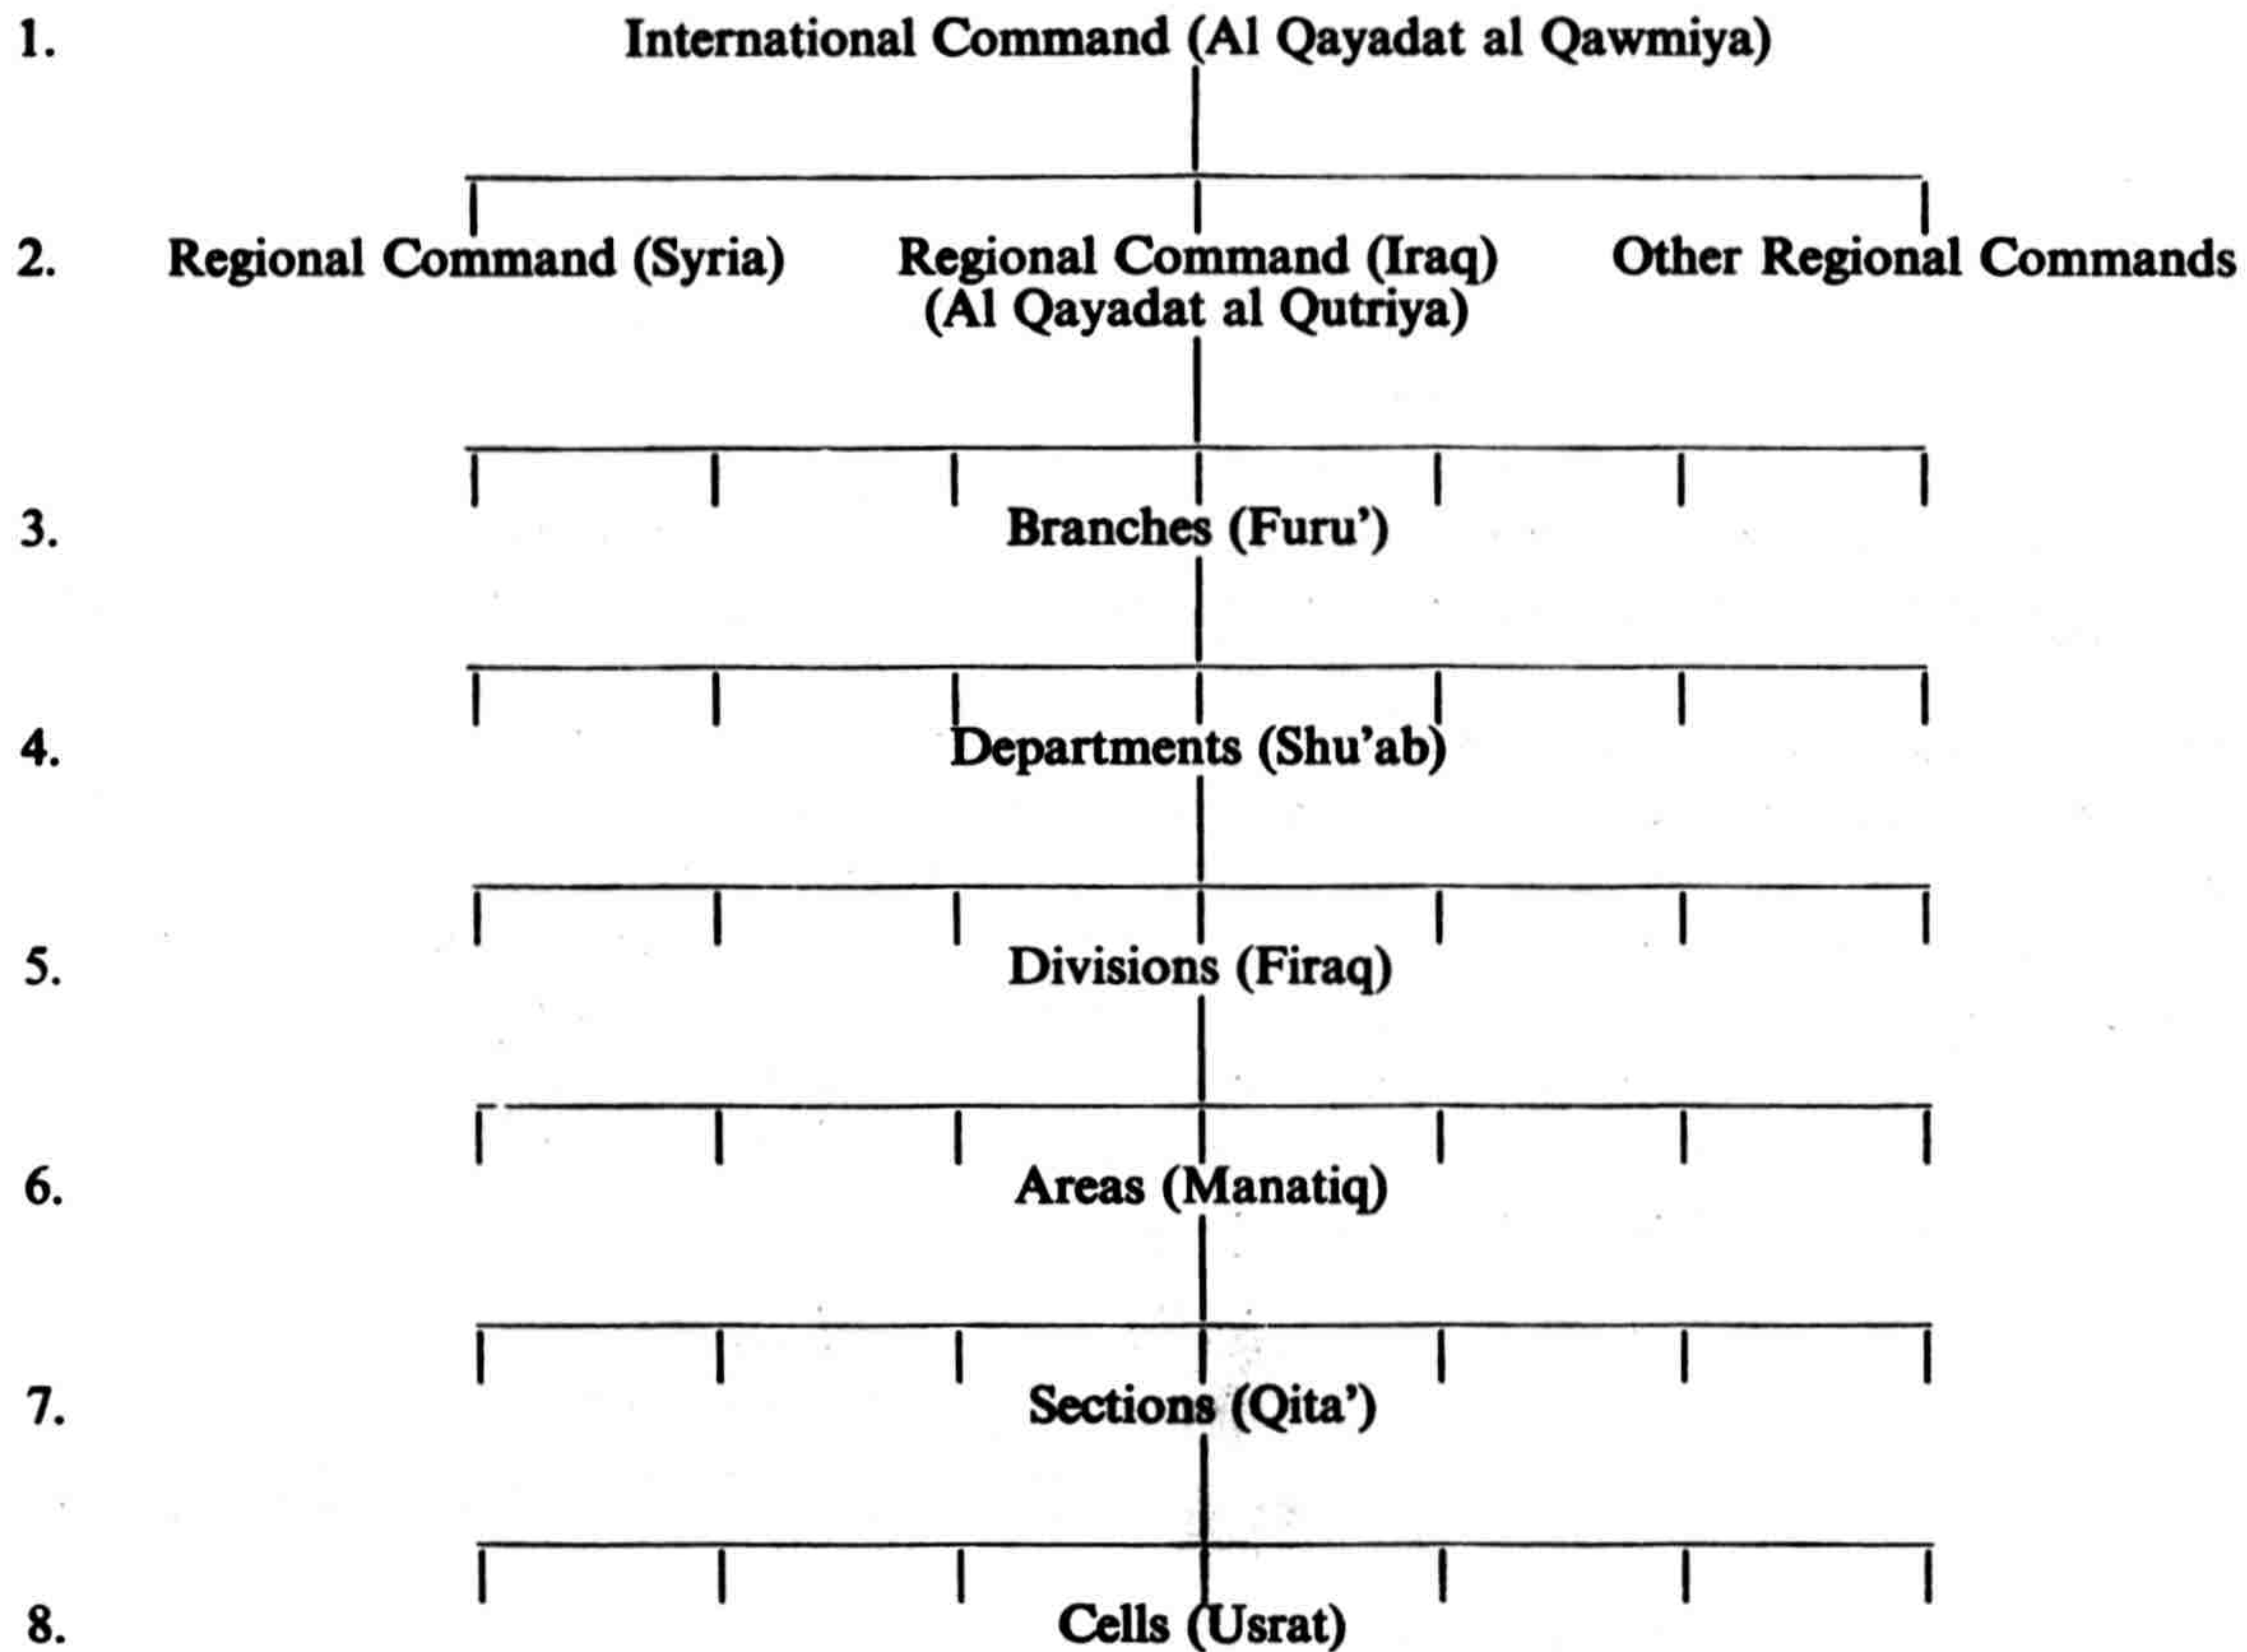 1. International Command (Al Qayadat al Qawmiya)
2. Regional Command (Syria) Regional Command (Iraq) Other Regional Commands
(Al Qayadat al Qutriya)
3. Branches (Furu’)
4. Departments (Shu’ab)
5. Divisions (Firaq)
6. Areas (Manatiq)
7. Sections (Qita’)
8. Cells (Usrat)